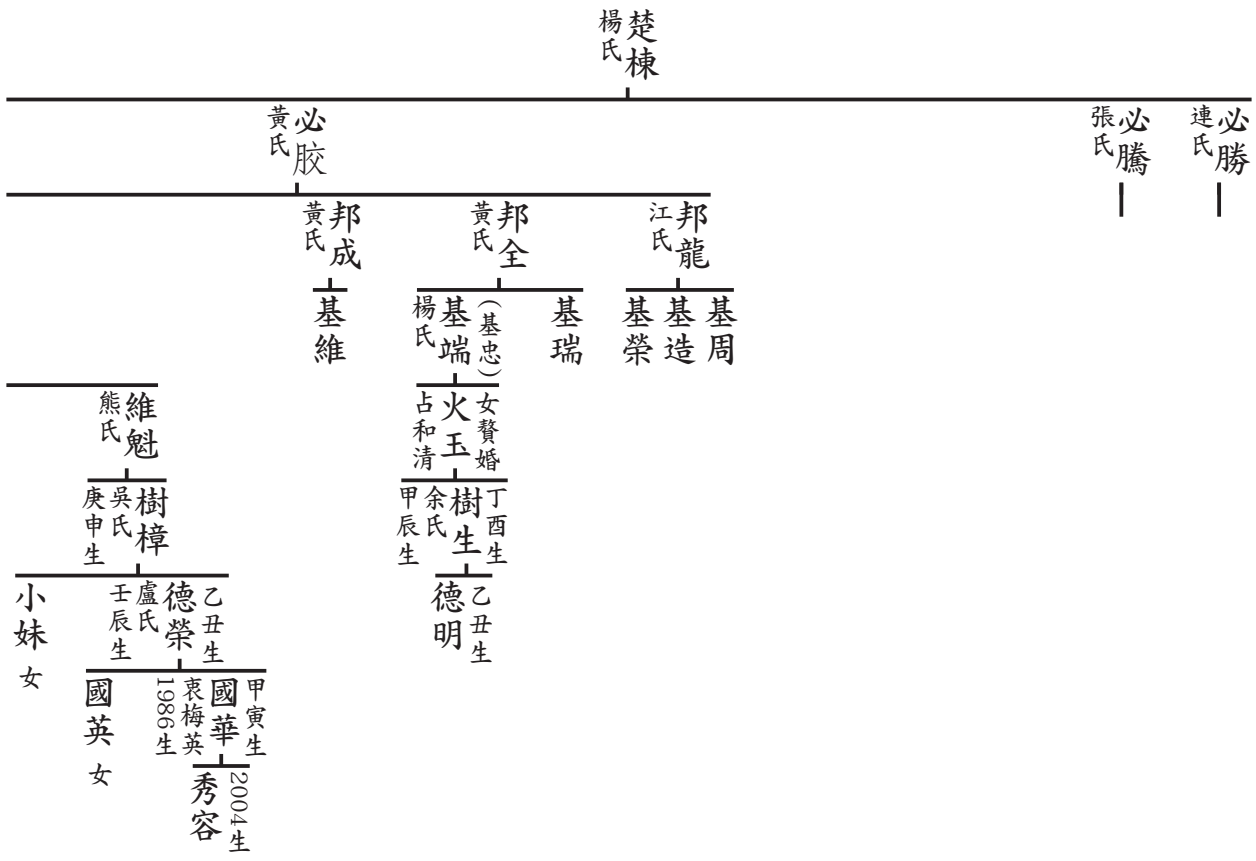 楚棟
楊氏
必勝
連氏
必騰
張氏
必胶
黃氏
邦龍
江氏
邦全
黃氏
邦成
黃氏
基周
基造
基榮
基瑞
(基忠)
基端
楊氏
基維
女贅婚
火玉
占和清
維魁
熊氏
丁酉生
樹生
余氏
甲辰生
樹樟
吳氏
庚申生
乙丑生
德明
乙丑生
德榮
盧氏
壬辰生
小妹 女
甲寅生
國華
衷梅英
1986生
國英 女
2004生
秀容